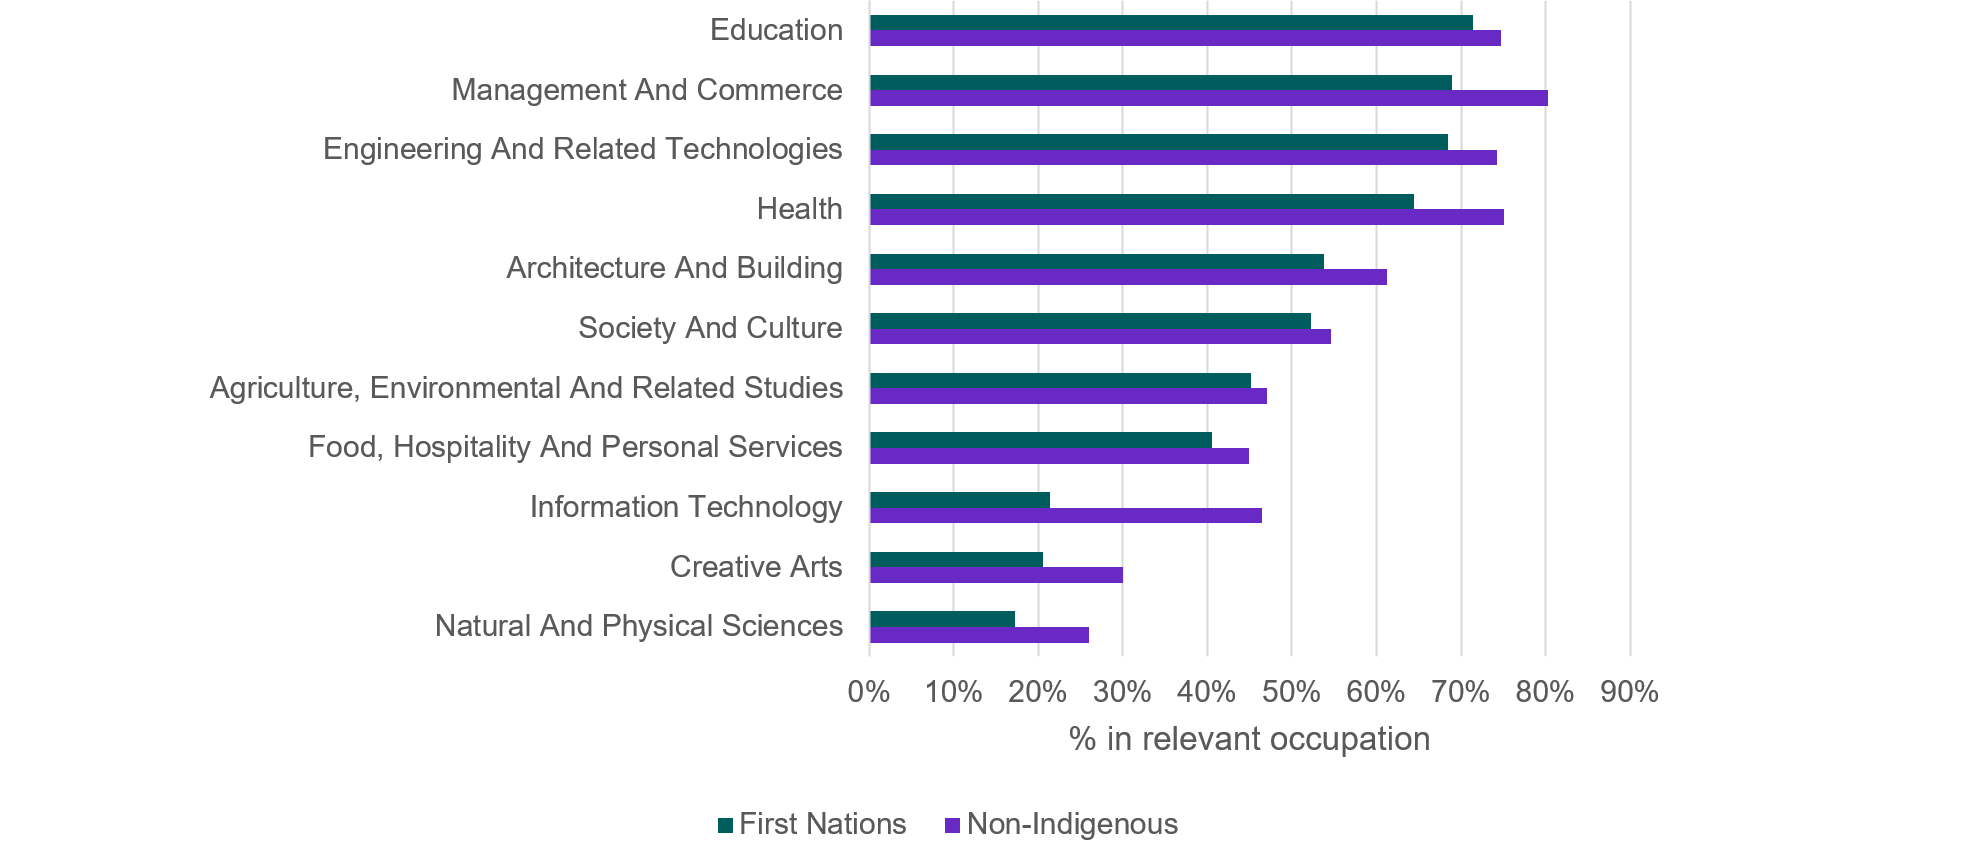 Education
Management And Commerce
Engineering And Related Technologies
Health
Architecture And Building
Society And Culture
Agriculture, Environmental And Related Studies
Food, Hospitality And Personal Services
Information Technology
Creative Arts
Natural And Physical Sciences
0% 10% 20% 30% 40% 50% 60% 70% 80% 90%
% in relevant occupation
First Nations Non-Indigenous